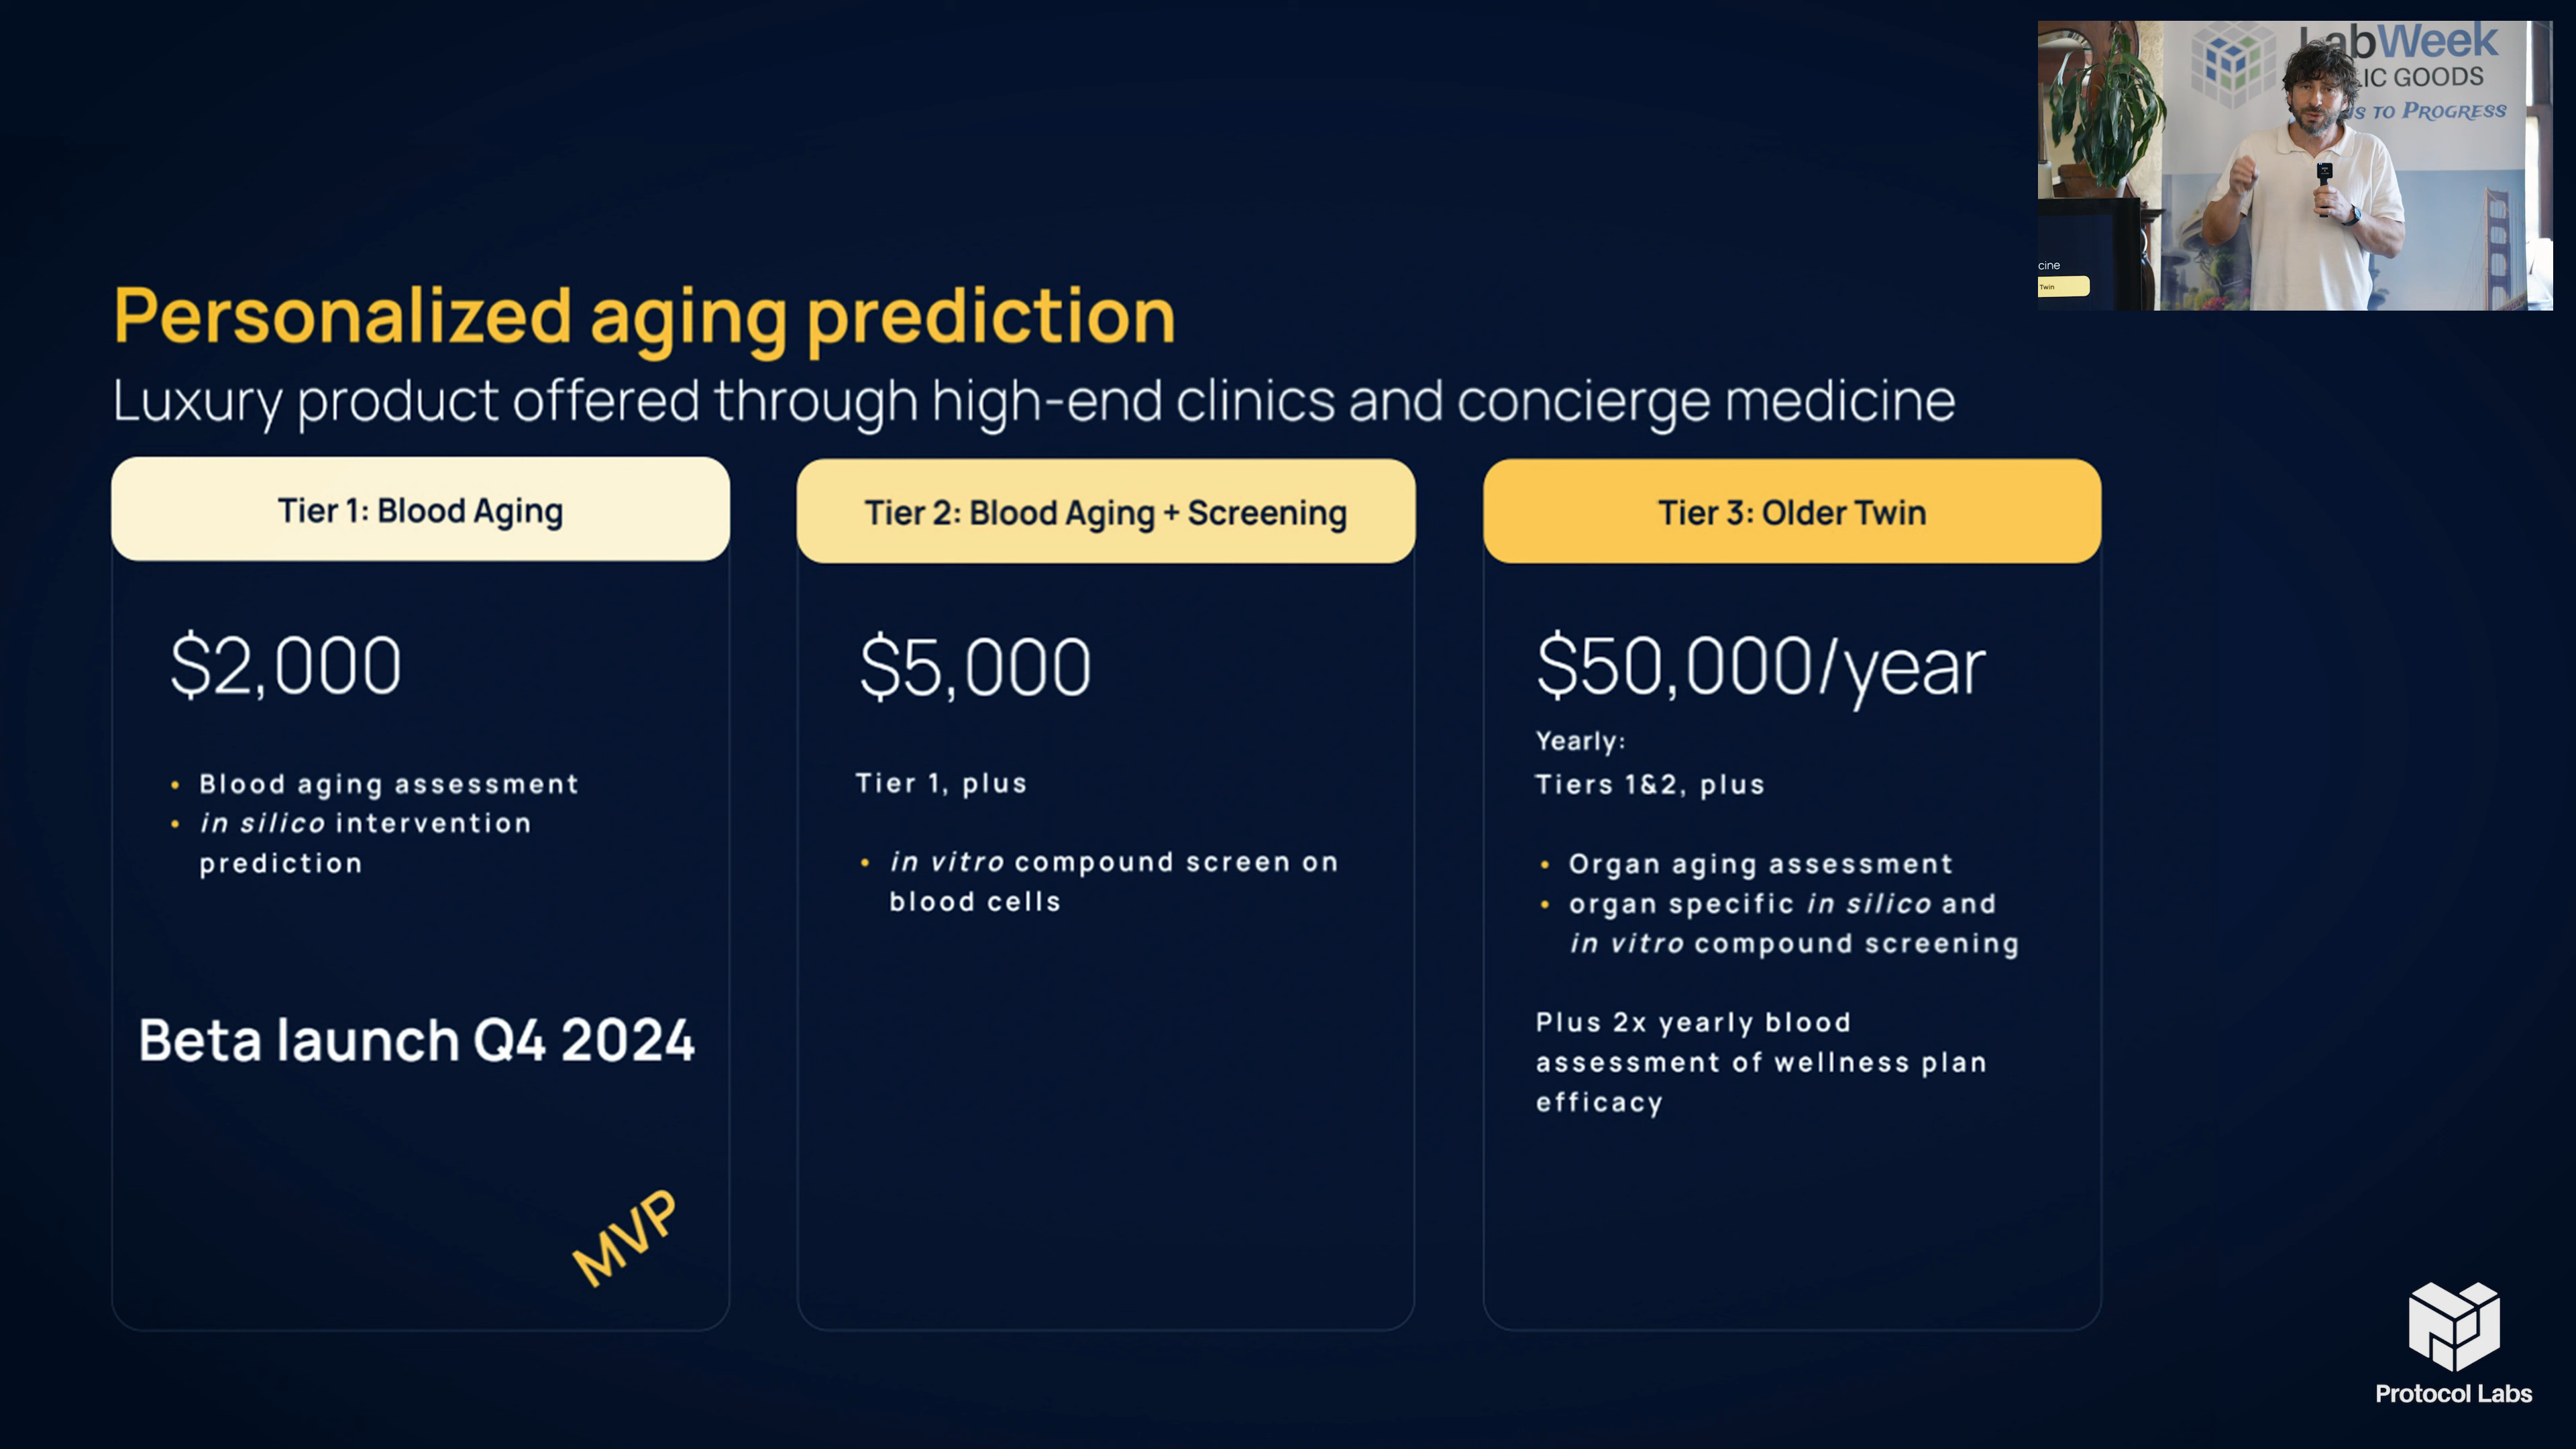 LabWeek
LIC GOODS
TO PROGRESS
cine
Twin
Personalized aging prediction
Luxury product offered through high-end clinics and concierge medicine
Tier 1: Blood Aging
$2,000
• Blood aging assessment
• in silico intervention
prediction
Beta launch Q4 2024
MVP
Tier 2: Blood Aging + Screening
$5,000
Tier 1, plus
• in vitro compound screen on
blood cells
Tier 3: Older Twin
$50,000/year
Yearly:
Tiers 1&2, plus
• Organ aging assessment
• organ specific in silico and
in vitro compound screening
Plus 2x yearly blood
assessment of wellness plan
efficacy
Protocol Labs